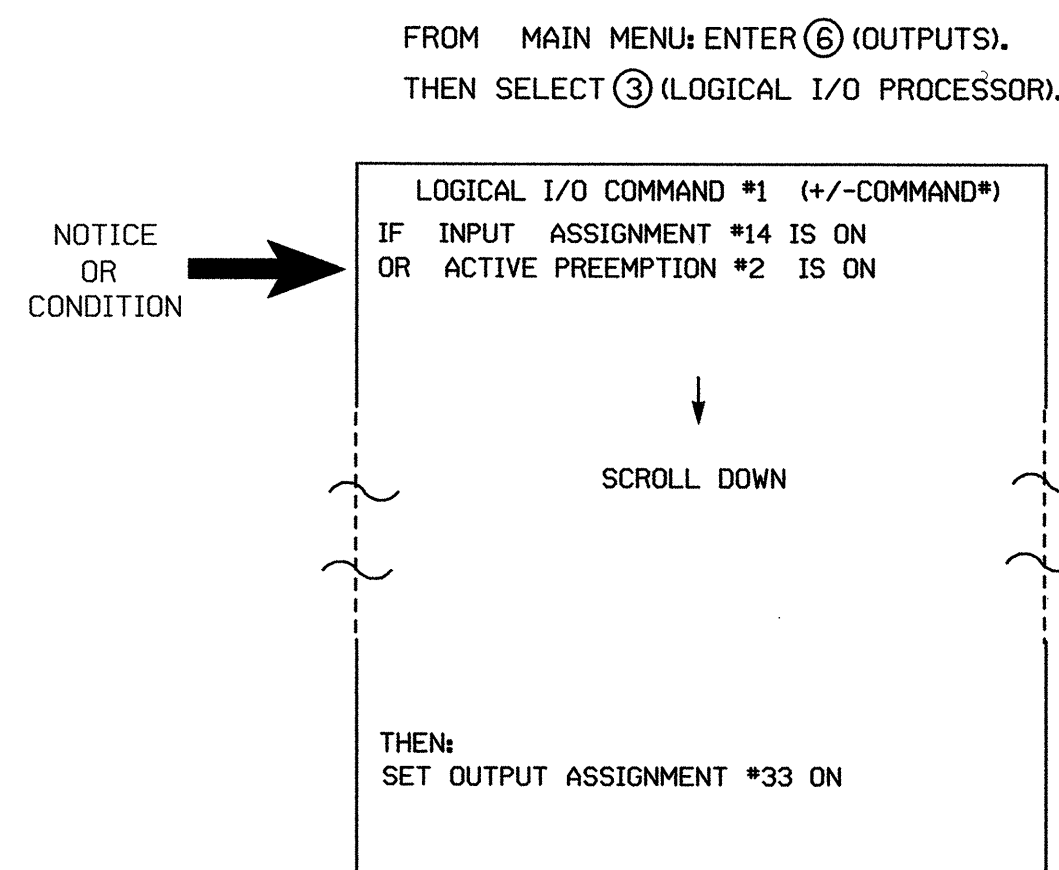 FROM MAIN MENU: ENTER 6 (OUTPUTS).
THEN SELECT 3 (LOGICAL I/O PROCESSOR).
LOGICAL I/O COMMAND #1 (+/-COMMAND#)
NOTICE
OR
CONDITION
IF INPUT ASSIGNMENT #14 IS ON
OR ACTIVE PREEMPTION #2 IS ON
SCROLL DOWN
THEN:
SET OUTPUT ASSIGNMENT #33 ON